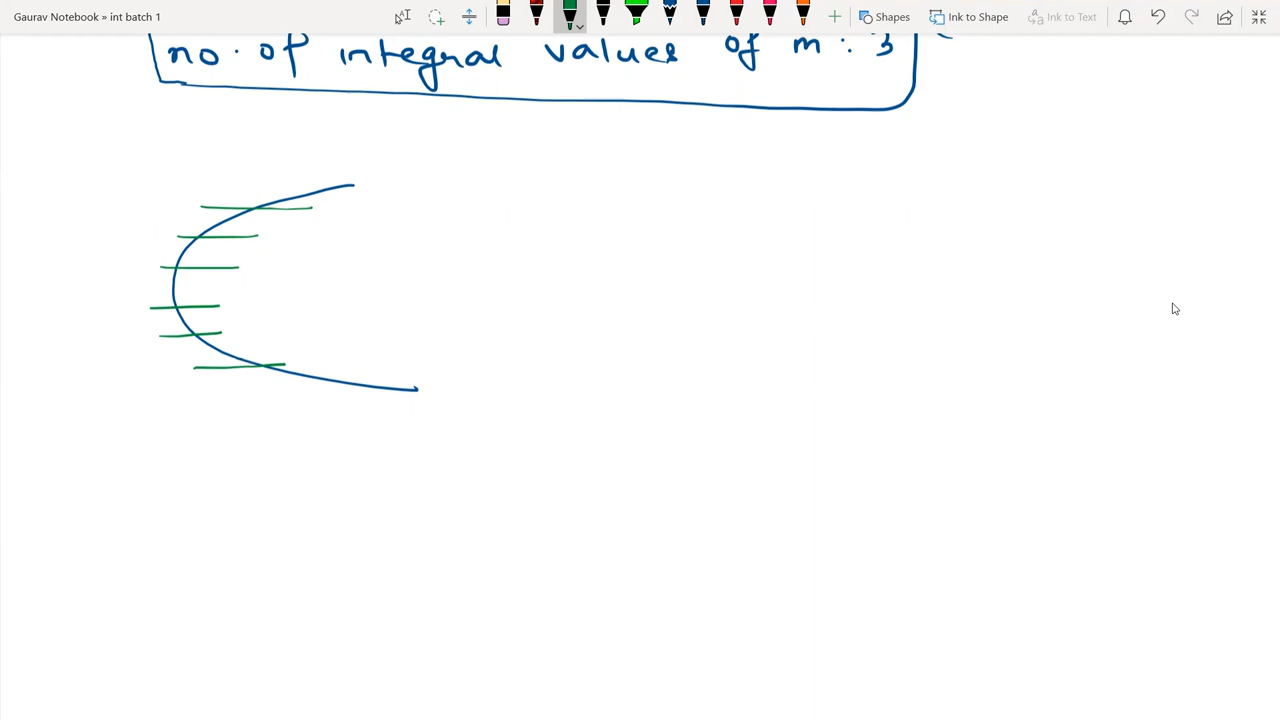 Gaurav Notebook » int batch 1
Shapes
Ink to Shape
Ink to Text
no. of integral values of m : 3